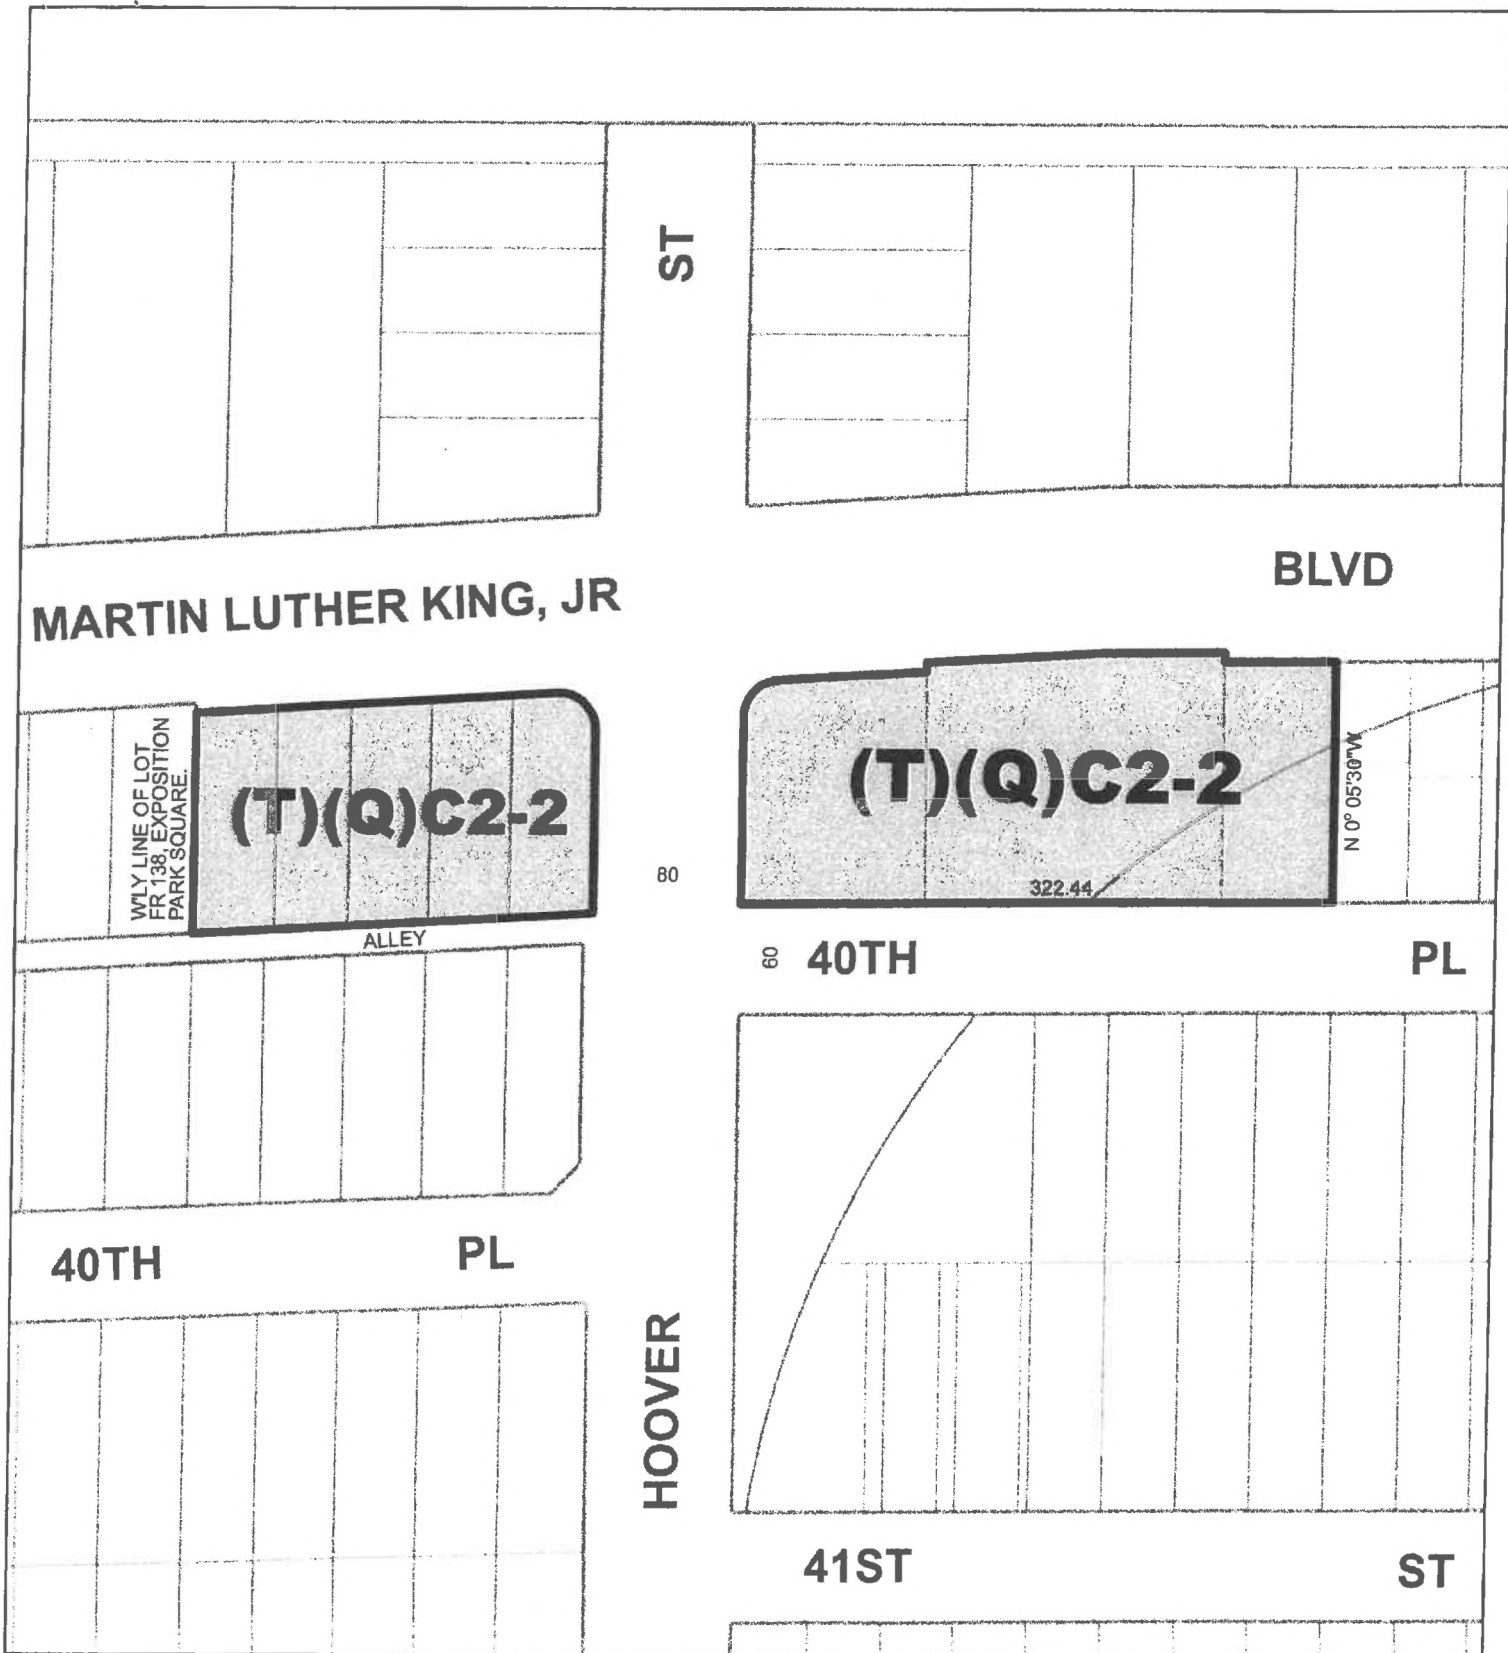 ST
BLVD
MARTIN LUTHER KING, JR
W'LY LINE OF LOT
FR 138, EXPOSITION
PARK SQUARE.
(T)(Q)C2-2
(T)(Q)C2-2
N 0° 05'30"W
80
322.44
ALLEY
60
40TH
PL
40TH
PL
HOOVER
41ST
ST